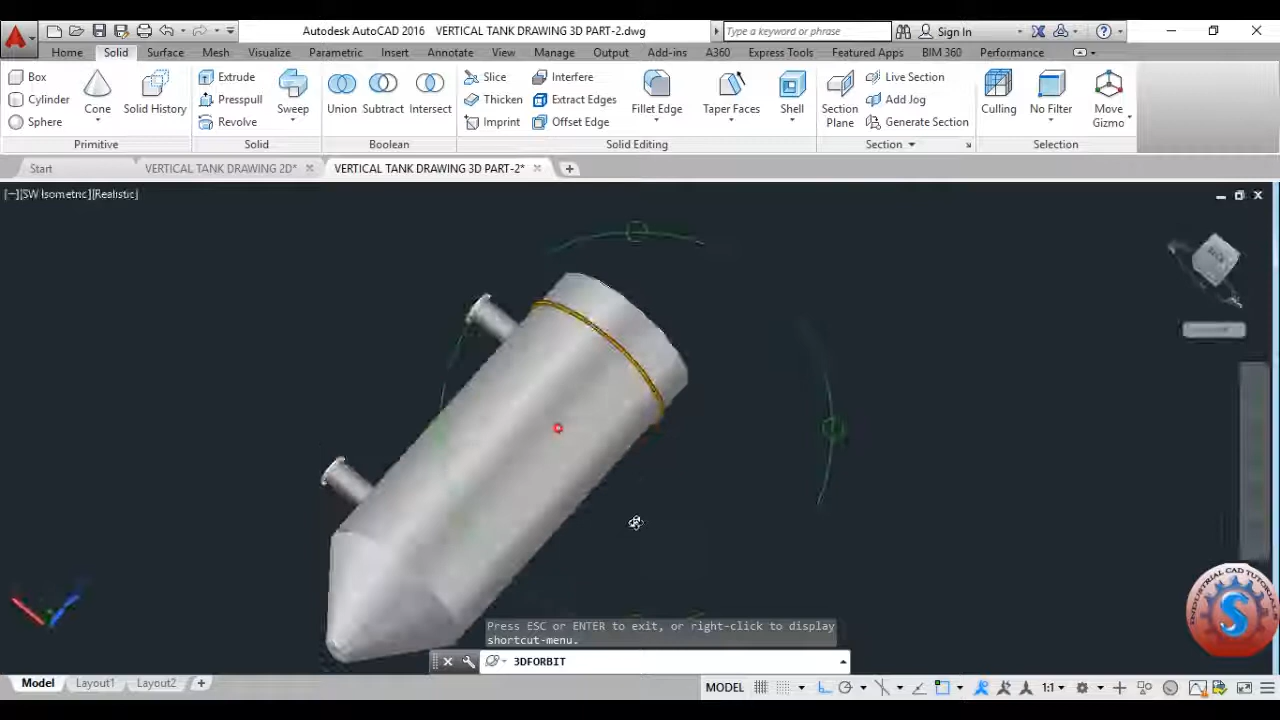 Autodesk AutoCAD 2016 VERTICAL TANK DRAWING 3D PART-2.dwg
Type a keyword or phrase
Sign In
Home Solid Surface Mesh Visualize Parametric Insert Annotate View Manage Output Add-ins A360 Express Tools Featured Apps BIM 360 Performance
Box
Cylinder
Sphere
Cone
Solid History
Extrude
Presspull
Revolve
Sweep
Union
Subtract
Intersect
Slice
Thicken
Imprint
Interfere
Extract Edges
Offset Edge
Fillet Edge
Taper Faces
Shell
Section
Plane
Live Section
Add Jog
Generate Section
Culling
No Filter
Move
Gizmo
Primitive
Solid
Boolean
Solid Editing
Section
Selection
Start
VERTICAL TANK DRAWING 2D*
VERTICAL TANK DRAWING 3D PART-2*
[−][SW Isometric][Realistic]
INDUSTRIAL CAD TUTORIALS
S
Press ESC or ENTER to exit, or right-click to display
shortcut-menu.
3DFORBIT
Model
Layout1
Layout2
MODEL
1:1